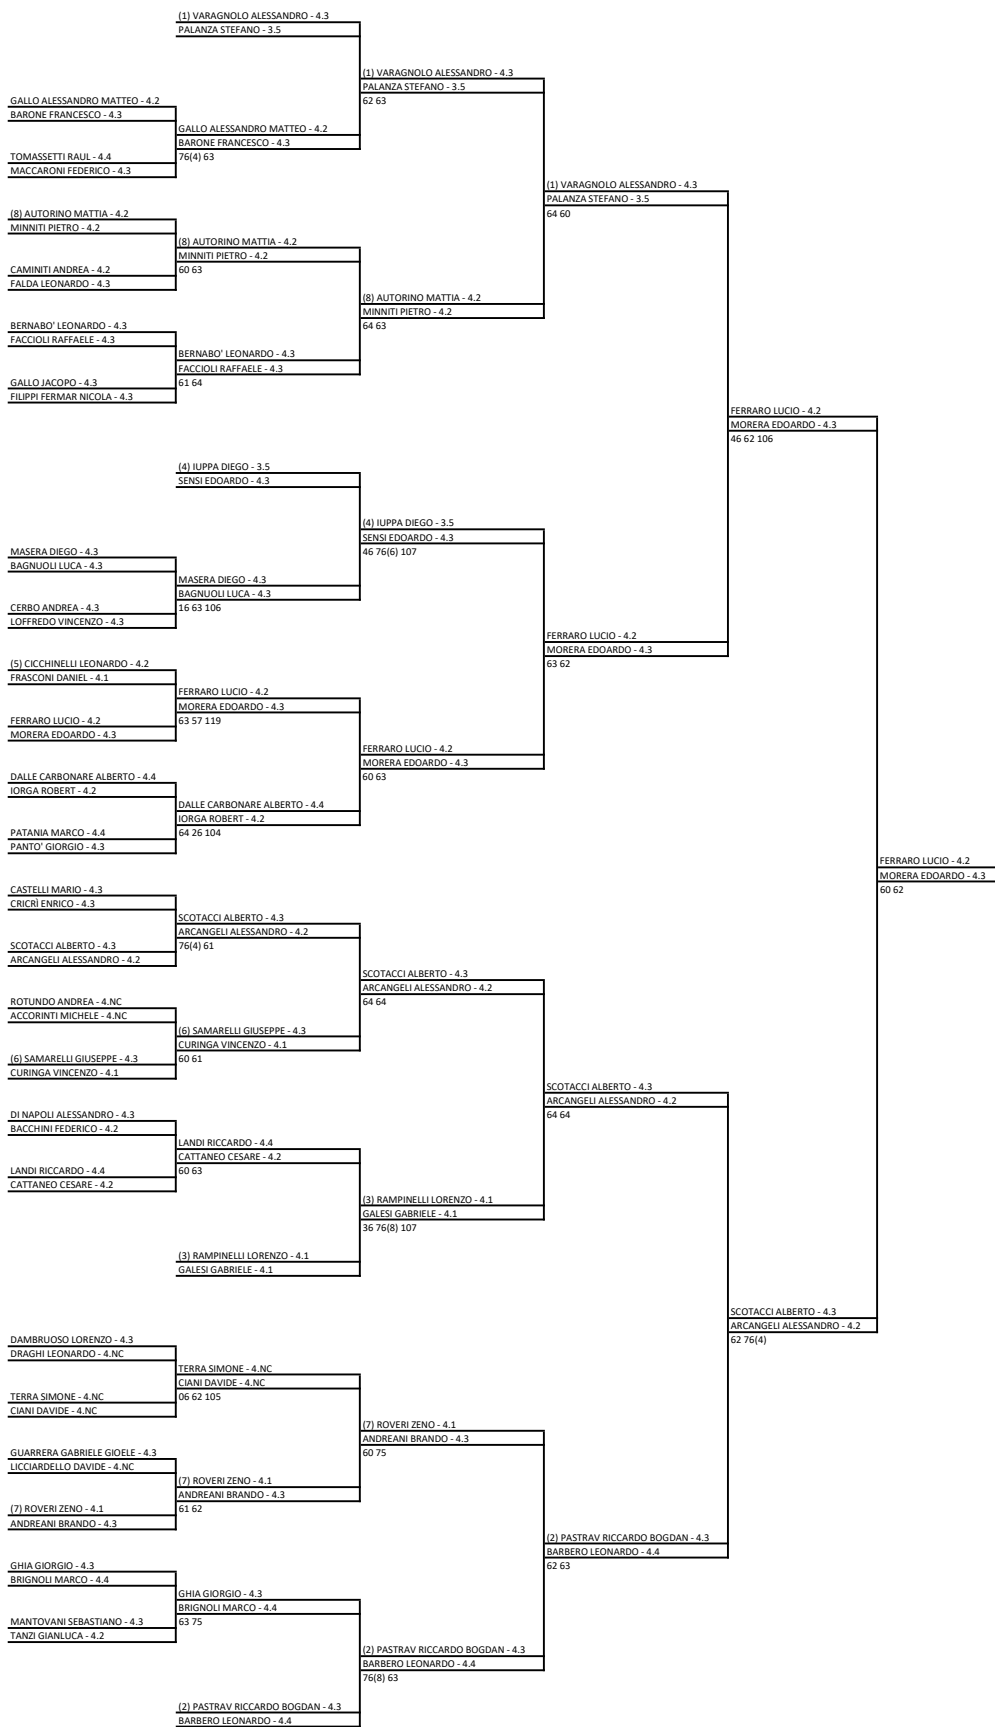 (1) VARAGNOLO ALESSANDRO - 4.3
PALANZA STEFANO - 3.5
(1) VARAGNOLO ALESSANDRO - 4.3
PALANZA STEFANO - 3.5
62 63
GALLO ALESSANDRO MATTEO - 4.2
BARONE FRANCESCO - 4.3
GALLO ALESSANDRO MATTEO - 4.2
BARONE FRANCESCO - 4.3
76(4) 63
TOMASSETTI RAUL - 4.4
MACCARONI FEDERICO - 4.3
(1) VARAGNOLO ALESSANDRO - 4.3
PALANZA STEFANO - 3.5
64 60
(8) AUTORINO MATTIA - 4.2
MINNITI PIETRO - 4.2
(8) AUTORINO MATTIA - 4.2
MINNITI PIETRO - 4.2
60 63
CAMINITI ANDREA - 4.2
FALDA LEONARDO - 4.3
(8) AUTORINO MATTIA - 4.2
MINNITI PIETRO - 4.2
64 63
BERNABO' LEONARDO - 4.3
FACCIOLI RAFFAELE - 4.3
BERNABO' LEONARDO - 4.3
FACCIOLI RAFFAELE - 4.3
61 64
GALLO JACOPO - 4.3
FILIPPI FERMAR NICOLA - 4.3
FERRARO LUCIO - 4.2
MORERA EDOARDO - 4.3
46 62 106
(4) IUPPA DIEGO - 3.5
SENSI EDOARDO - 4.3
(4) IUPPA DIEGO - 3.5
SENSI EDOARDO - 4.3
46 76(6) 107
MASERA DIEGO - 4.3
BAGNUOLI LUCA - 4.3
MASERA DIEGO - 4.3
BAGNUOLI LUCA - 4.3
16 63 106
CERBO ANDREA - 4.3
LOFFREDO VINCENZO - 4.3
FERRARO LUCIO - 4.2
MORERA EDOARDO - 4.3
63 62
(5) CICCHINELLI LEONARDO - 4.2
FRASCONI DANIEL - 4.1
FERRARO LUCIO - 4.2
MORERA EDOARDO - 4.3
63 57 119
FERRARO LUCIO - 4.2
MORERA EDOARDO - 4.3
FERRARO LUCIO - 4.2
MORERA EDOARDO - 4.3
60 63
DALLE CARBONARE ALBERTO - 4.4
IORGA ROBERT - 4.2
DALLE CARBONARE ALBERTO - 4.4
IORGA ROBERT - 4.2
64 26 104
PATANIA MARCO - 4.4
PANTO' GIORGIO - 4.3
FERRARO LUCIO - 4.2
MORERA EDOARDO - 4.3
60 62
CASTELLI MARIO - 4.3
CRICRÌ ENRICO - 4.3
SCOTACCI ALBERTO - 4.3
ARCANGELI ALESSANDRO - 4.2
76(4) 61
SCOTACCI ALBERTO - 4.3
ARCANGELI ALESSANDRO - 4.2
SCOTACCI ALBERTO - 4.3
ARCANGELI ALESSANDRO - 4.2
64 64
ROTUNDO ANDREA - 4.NC
ACCORINTI MICHELE - 4.NC
(6) SAMARELLI GIUSEPPE - 4.3
CURINGA VINCENZO - 4.1
60 61
(6) SAMARELLI GIUSEPPE - 4.3
CURINGA VINCENZO - 4.1
SCOTACCI ALBERTO - 4.3
ARCANGELI ALESSANDRO - 4.2
64 64
DI NAPOLI ALESSANDRO - 4.3
BACCHINI FEDERICO - 4.2
LANDI RICCARDO - 4.4
CATTANEO CESARE - 4.2
60 63
LANDI RICCARDO - 4.4
CATTANEO CESARE - 4.2
(3) RAMPINELLI LORENZO - 4.1
GALESI GABRIELE - 4.1
36 76(8) 107
(3) RAMPINELLI LORENZO - 4.1
GALESI GABRIELE - 4.1
SCOTACCI ALBERTO - 4.3
ARCANGELI ALESSANDRO - 4.2
62 76(4)
DAMBRUOSO LORENZO - 4.3
DRAGHI LEONARDO - 4.NC
TERRA SIMONE - 4.NC
CIANI DAVIDE - 4.NC
06 62 105
TERRA SIMONE - 4.NC
CIANI DAVIDE - 4.NC
(7) ROVERI ZENO - 4.1
ANDREANI BRANDO - 4.3
60 75
GUARRERA GABRIELE GIOELE - 4.3
LICCIARDELLO DAVIDE - 4.NC
(7) ROVERI ZENO - 4.1
ANDREANI BRANDO - 4.3
61 62
(7) ROVERI ZENO - 4.1
ANDREANI BRANDO - 4.3
(2) PASTRAV RICCARDO BOGDAN - 4.3
BARBERO LEONARDO - 4.4
62 63
GHIA GIORGIO - 4.3
BRIGNOLI MARCO - 4.4
GHIA GIORGIO - 4.3
BRIGNOLI MARCO - 4.4
63 75
MANTOVANI SEBASTIANO - 4.3
TANZI GIANLUCA - 4.2
(2) PASTRAV RICCARDO BOGDAN - 4.3
BARBERO LEONARDO - 4.4
76(8) 63
(2) PASTRAV RICCARDO BOGDAN - 4.3
BARBERO LEONARDO - 4.4